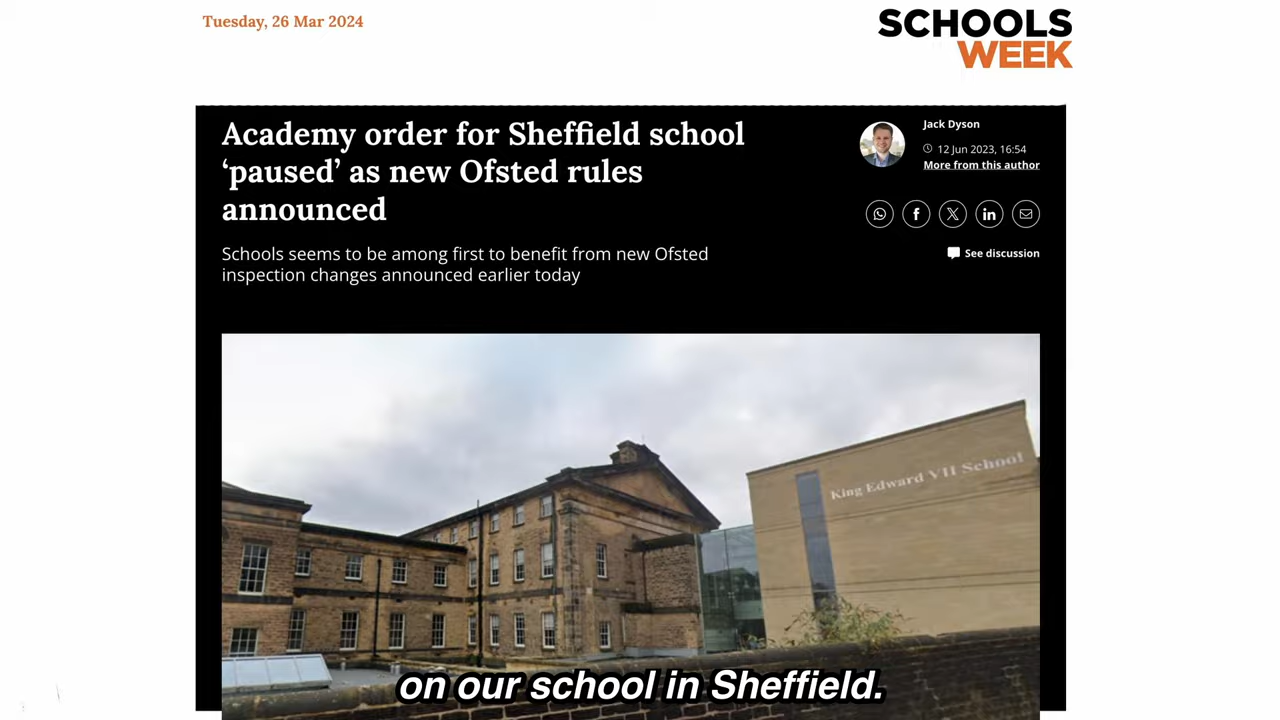 Tuesday, 26 Mar 2024
SCHOOLS
WEEK
Academy order for Sheffield school
‘paused’ as new Ofsted rules
announced
Schools seems to be among first to benefit from new Ofsted
inspection changes announced earlier today
Jack Dyson
12 Jun 2023, 16:54
More from this author
See discussion
King Edward VII School
on our school in Sheffield.